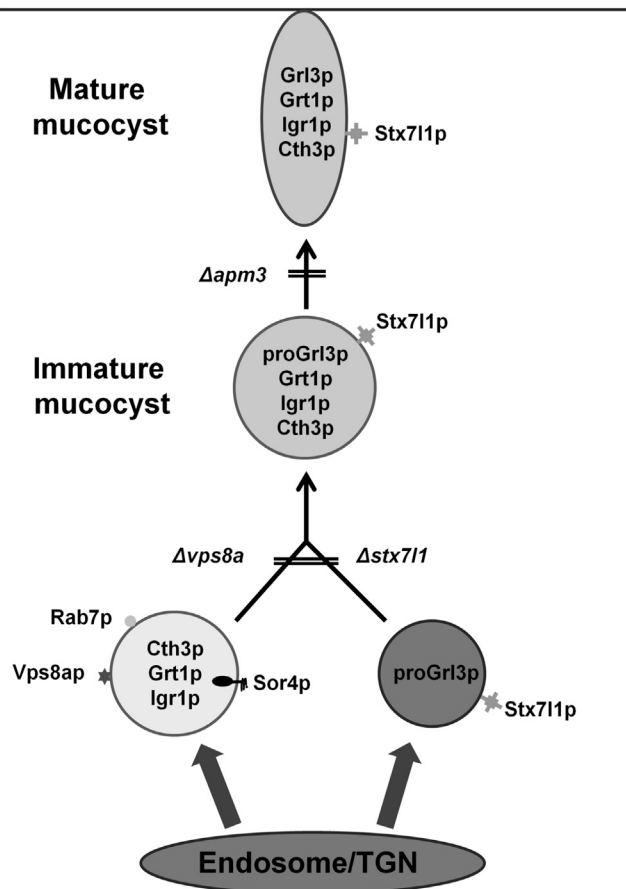 Mature
mucocyst
Grl3p
Grt1p
Igr1p
Cth3p
Stx7l1p
Δapm3
Stx7l1p
Immature
mucocyst
proGrl3p
Grt1p
Igr1p
Cth3p
Δvps8a
Δstx7l1
Rab7p
Vps8ap
Cth3p
Grt1p
Igr1p
Sor4p
proGrl3p
Stx7l1p
Endosome/TGN